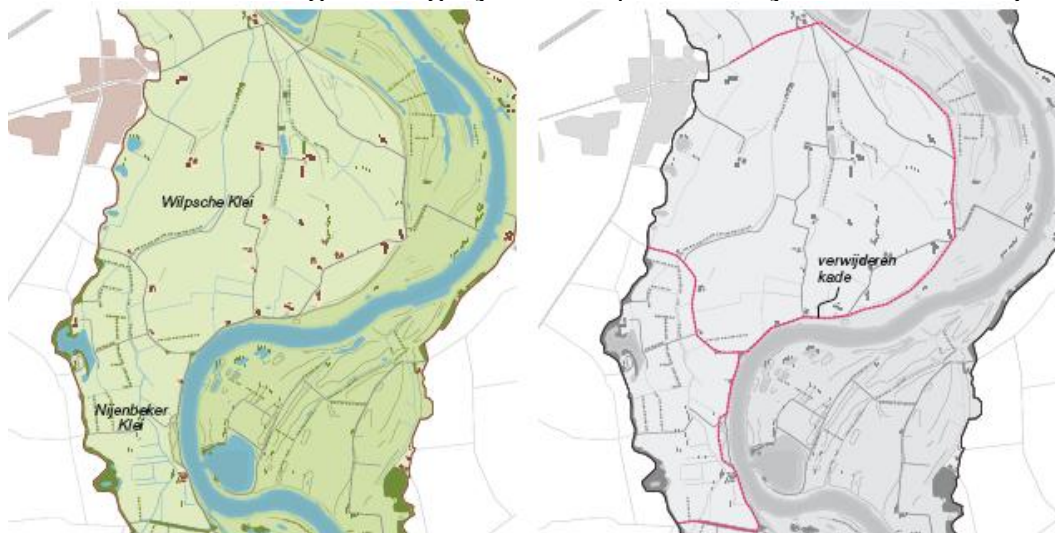 Wilpsche Klei
Nijenbeker
Klei
verwijderen
kade